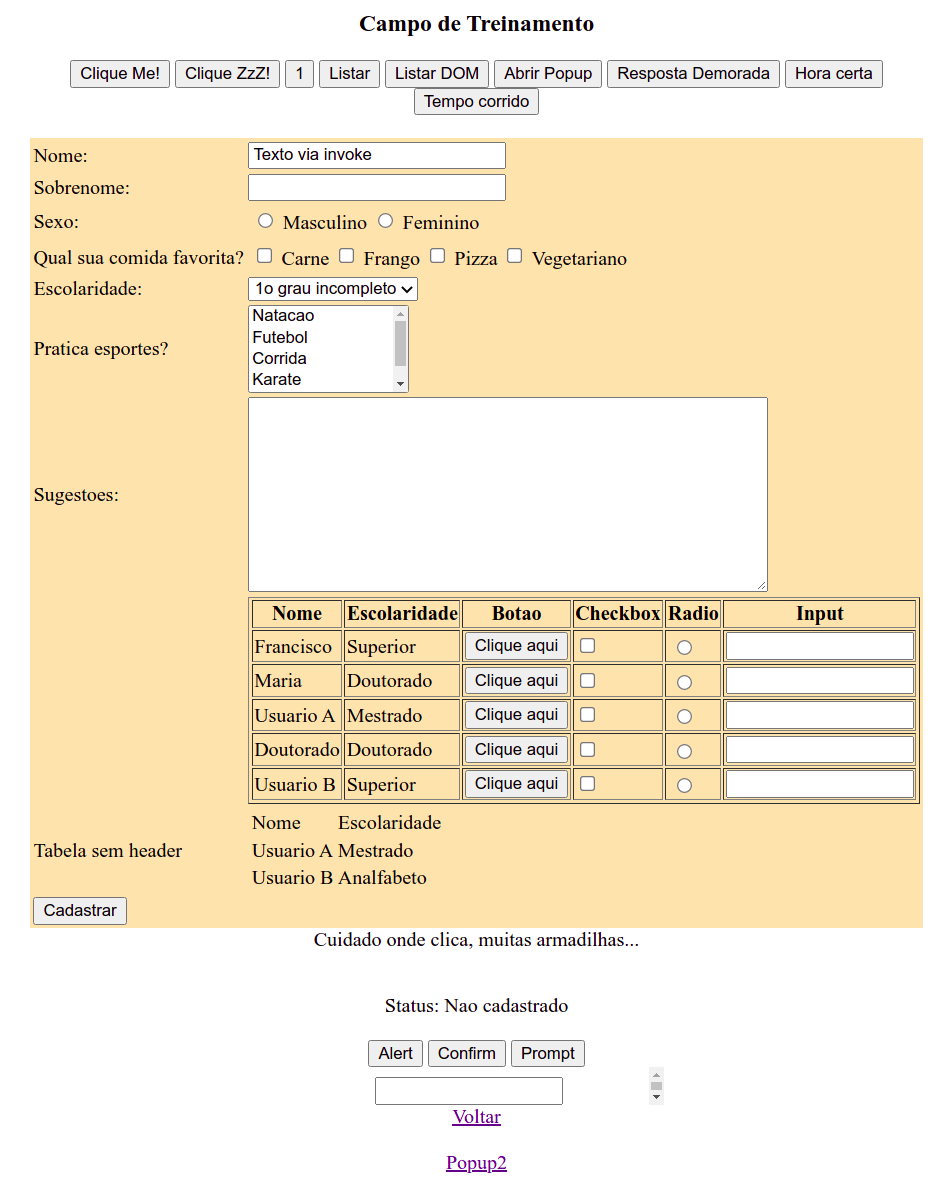 Campo de Treinamento
Clique Me! Clique ZzZ! 1 Listar Listar DOM Abrir Popup Resposta Demorada Hora certa
Tempo corrido
Nome: Texto via invoke
Sobrenome:
Sexo: Masculino Feminino
Qual sua comida favorita? Carne Frango Pizza Vegetariano
Escolaridade: 1o grau incompleto
Pratica esportes?
Natacao
Futebol
Corrida
Karate
Sugestoes:
Nome Escolaridade Botao Checkbox Radio Input
Francisco Superior Clique aqui
Maria Doutorado Clique aqui
Usuario A Mestrado Clique aqui
Doutorado Doutorado Clique aqui
Usuario B Superior Clique aqui
Tabela sem header
Nome Escolaridade
Usuario A Mestrado
Usuario B Analfabeto
Cadastrar
Cuidado onde clica, muitas armadilhas...
Status: Nao cadastrado
Alert Confirm Prompt
Voltar
Popup2